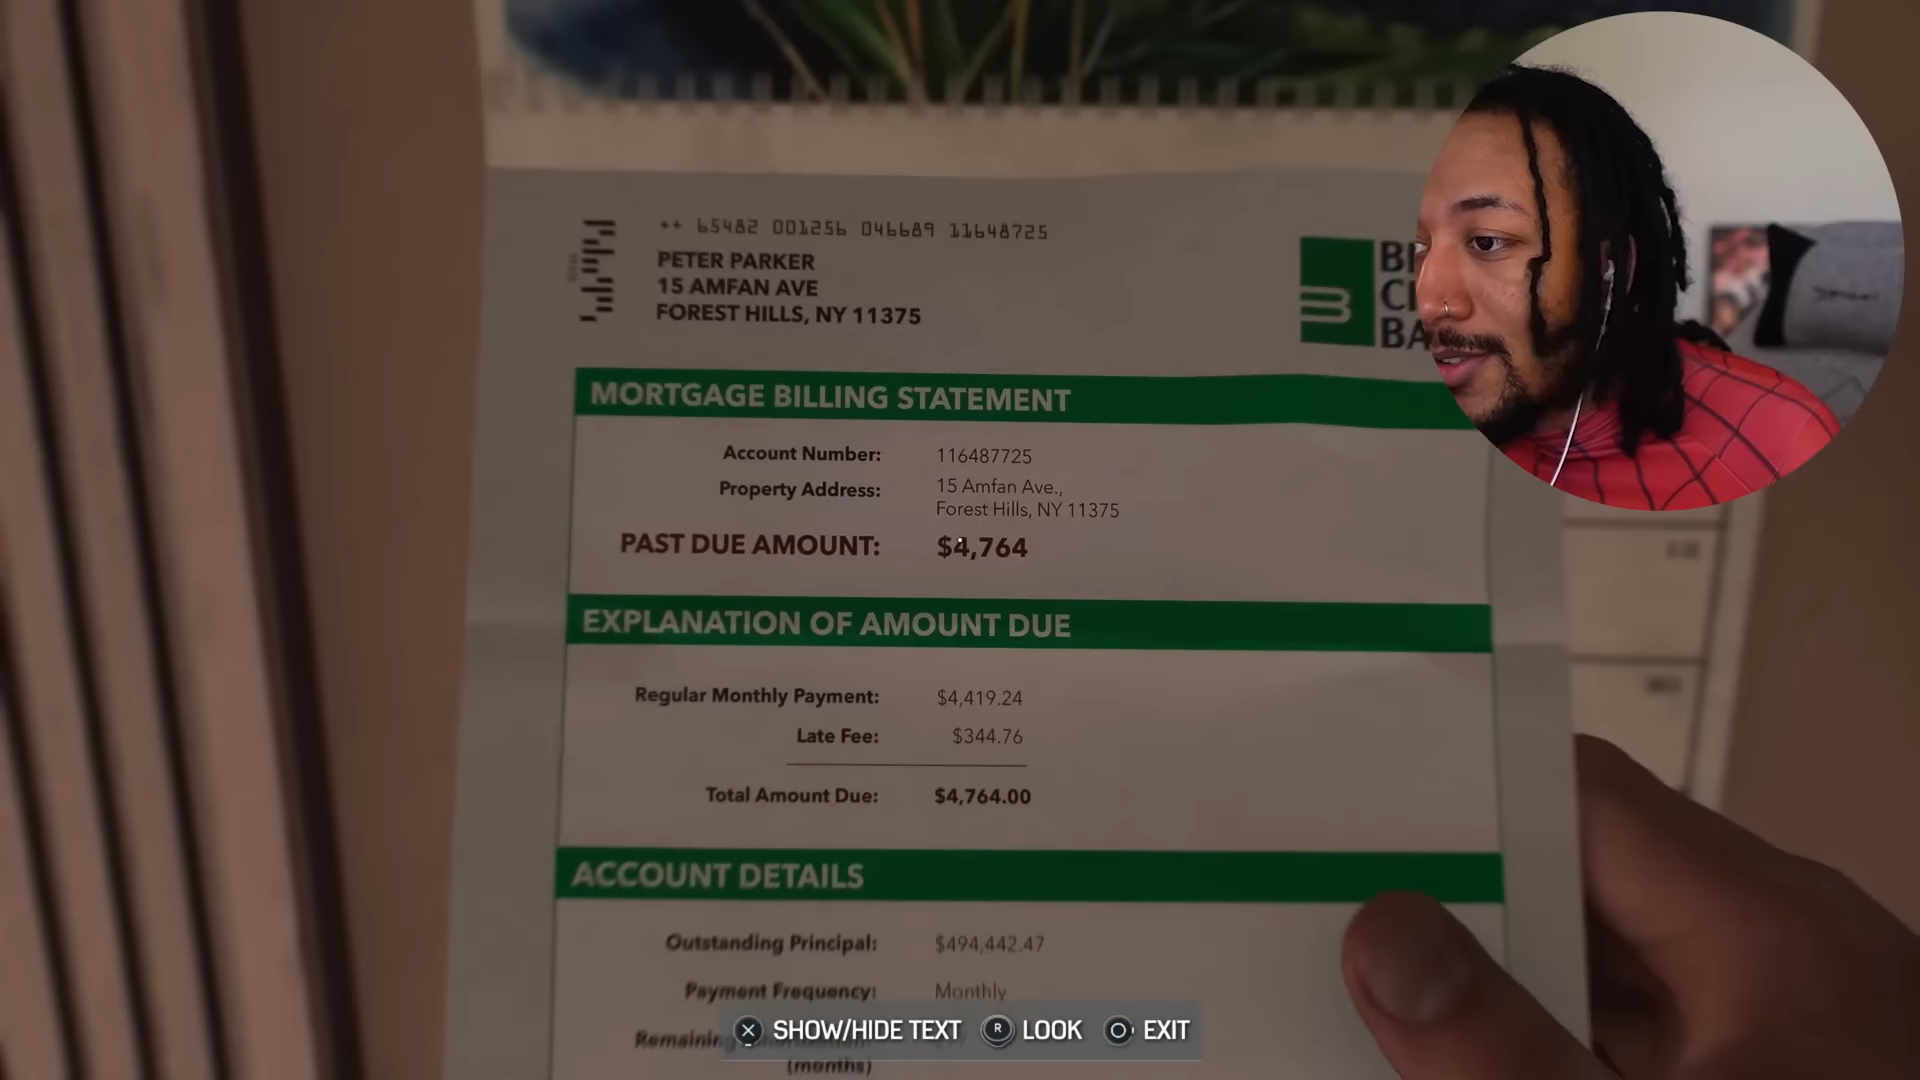 ++ 65482 001256 046689 11648725
PETER PARKER
15 AMFAN AVE
FOREST HILLS, NY 11375
MORTGAGE BILLING STATEMENT
Account Number: 116487725
Property Address: 15 Amfan Ave.,
Forest Hills, NY 11375
PAST DUE AMOUNT: $4,764
EXPLANATION OF AMOUNT DUE
Regular Monthly Payment: $4,419.24
Late Fee: $344.76
Total Amount Due: $4,764.00
ACCOUNT DETAILS
Outstanding Principal: $494,442.47
Payment Frequency: Monthly
Remaining
(months)
SHOW/HIDE TEXT
R LOOK
EXIT